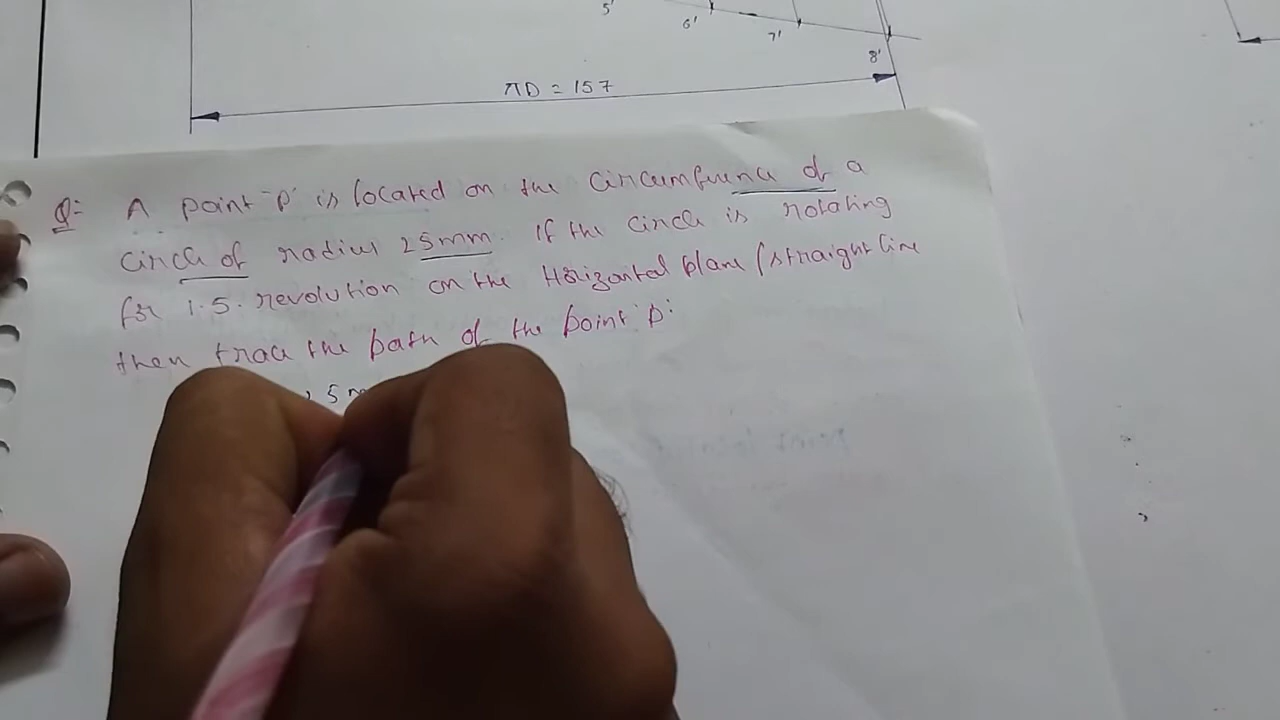 5' 6' 7' 8'
πD = 157
Q:- A point 'P' is located on the circumference of a
circle of radius 25mm. If the circle is rotating
for 1.5. revolution on the Horizontal plane / straight line
then trace the path of the point 'P'.
5 m